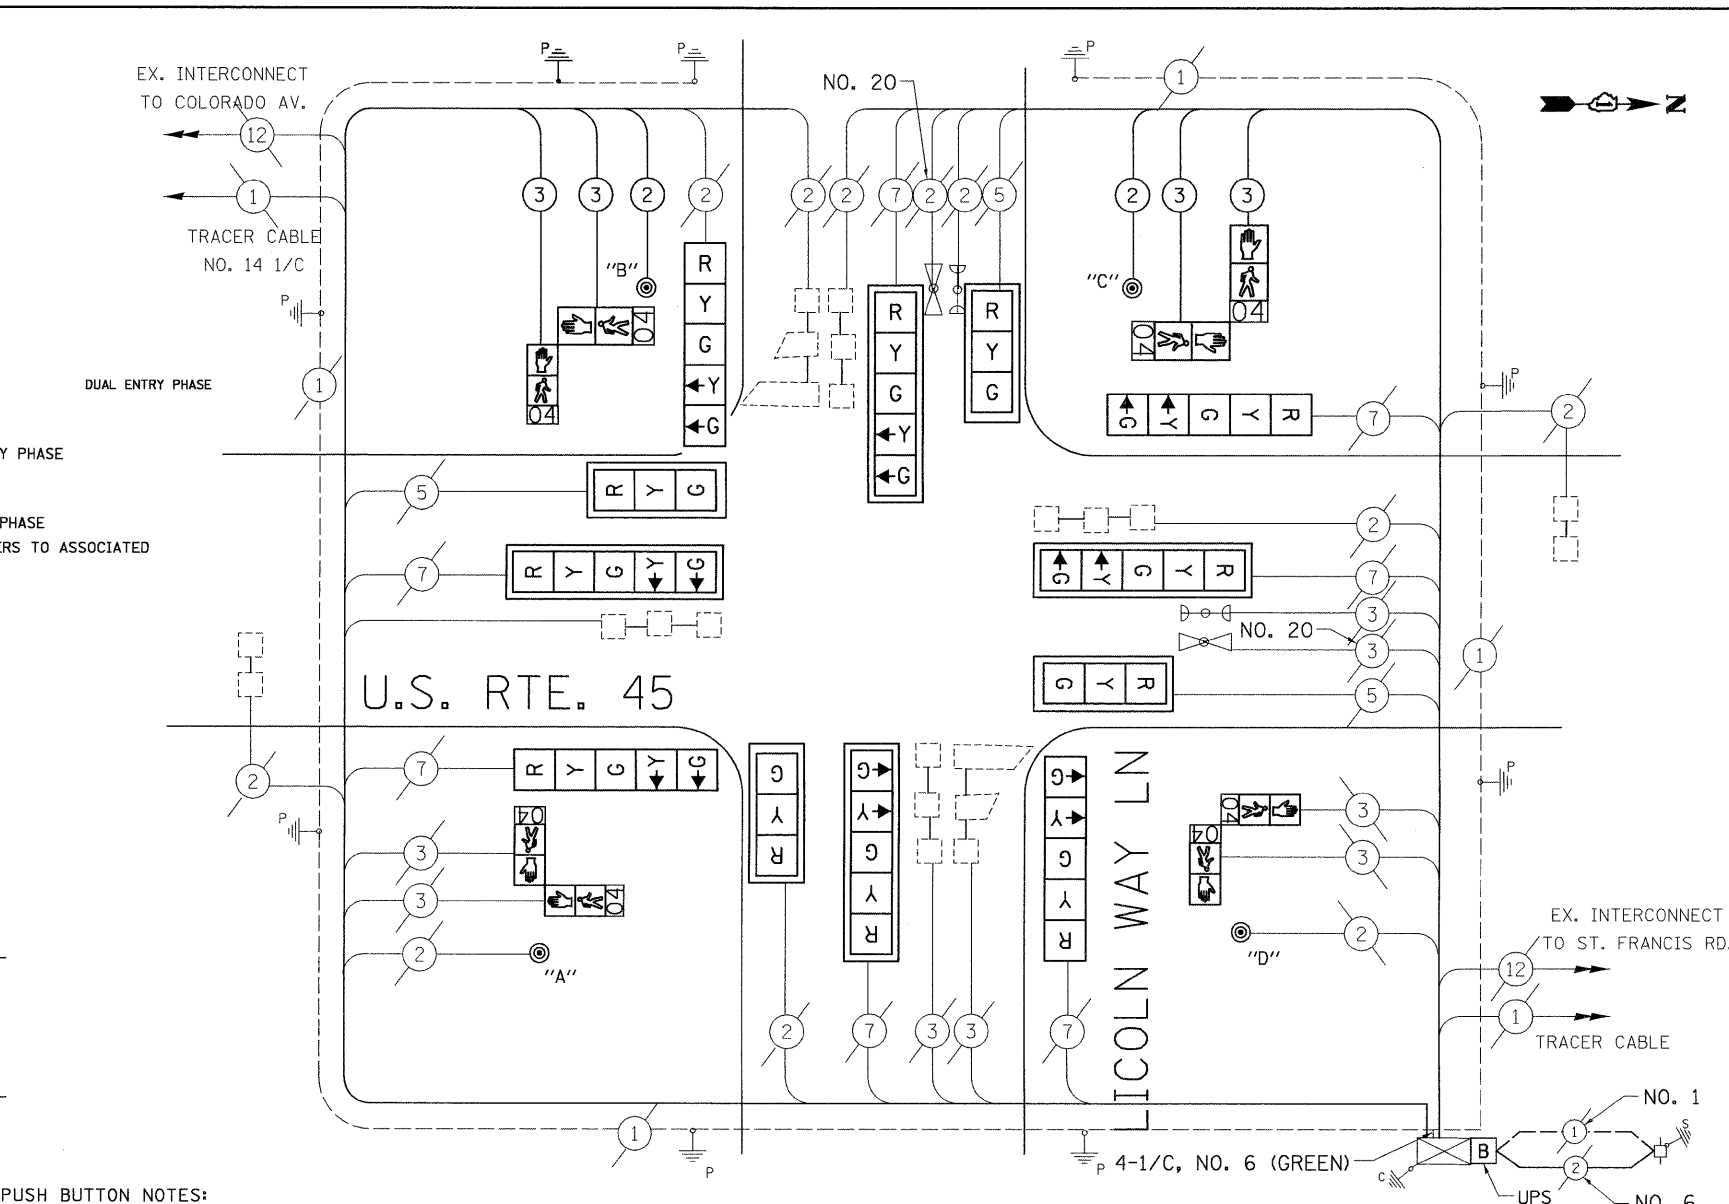 EX. INTERCONNECT
TO COLORADO AV.
12
1
TRACER CABLE
NO. 14 1/C
P
P
NO. 20
P
1
N
3
3
2
2
2
2
7
2
2
5
2
3
3
"B"
"C"
R
Y
G
Y
G
R
Y
G
Y
G
R
Y
G
04
04
04
04
P
1
P
DUAL ENTRY PHASE
Y PHASE
PHASE
ERS TO ASSOCIATED
G Y G Y R
7
2
5
R Y G
2
7
R Y G Y G
G Y G Y R
7
3
NO. 20
3
1
G Y R
5
U.S. RTE. 45
2
7
R Y G Y G
P
P
3
04
3
04
2
"A"
G
Y
R
G
Y
G
Y
R
G
Y
G
Y
R
LICOLN WAY LN
04
3
04
3
2
"D"
EX. INTERCONNECT
TO ST. FRANCIS RD.
12
1
TRACER CABLE
2
7
3
3
7
1
P
P
4-1/C, NO. 6 (GREEN)
C
B
UPS
NO. 1
1
S
2
NO. 6
PUSH BUTTON NOTES: